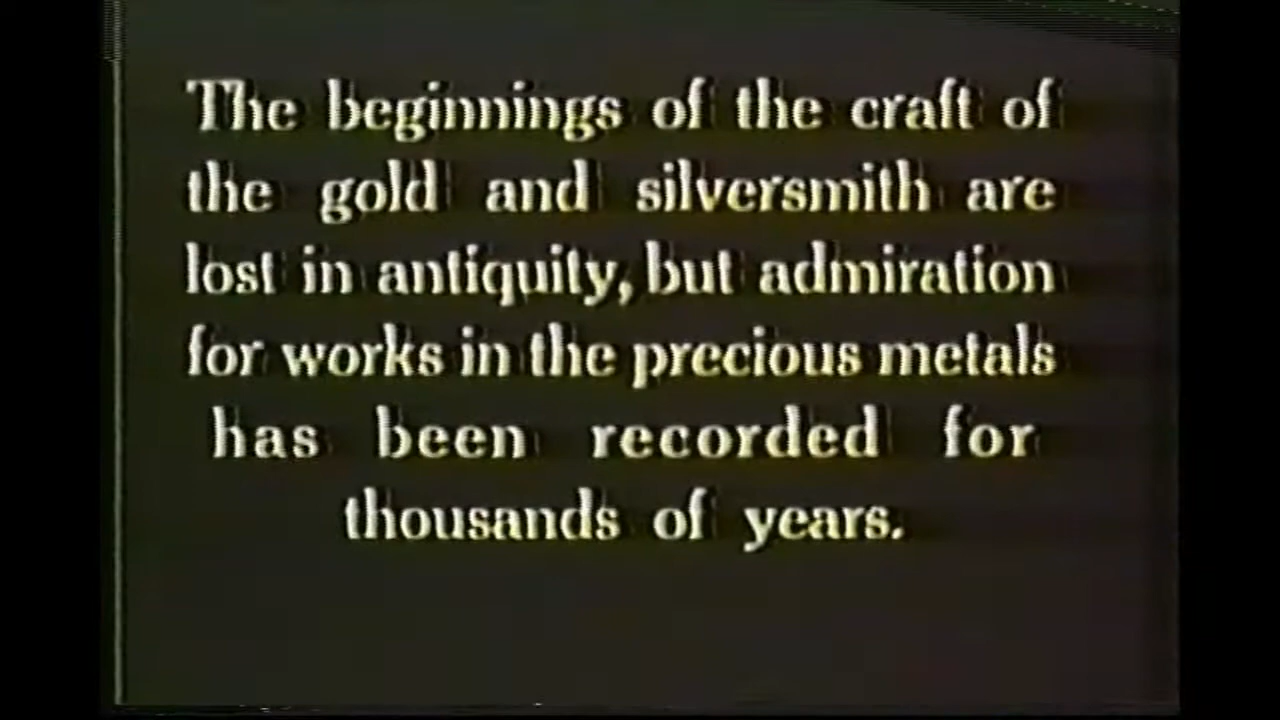 The beginnings of the craft of
the gold and silversmith are
lost in antiquity, but admiration
for works in the precious metals
has been recorded for
thousands of years.